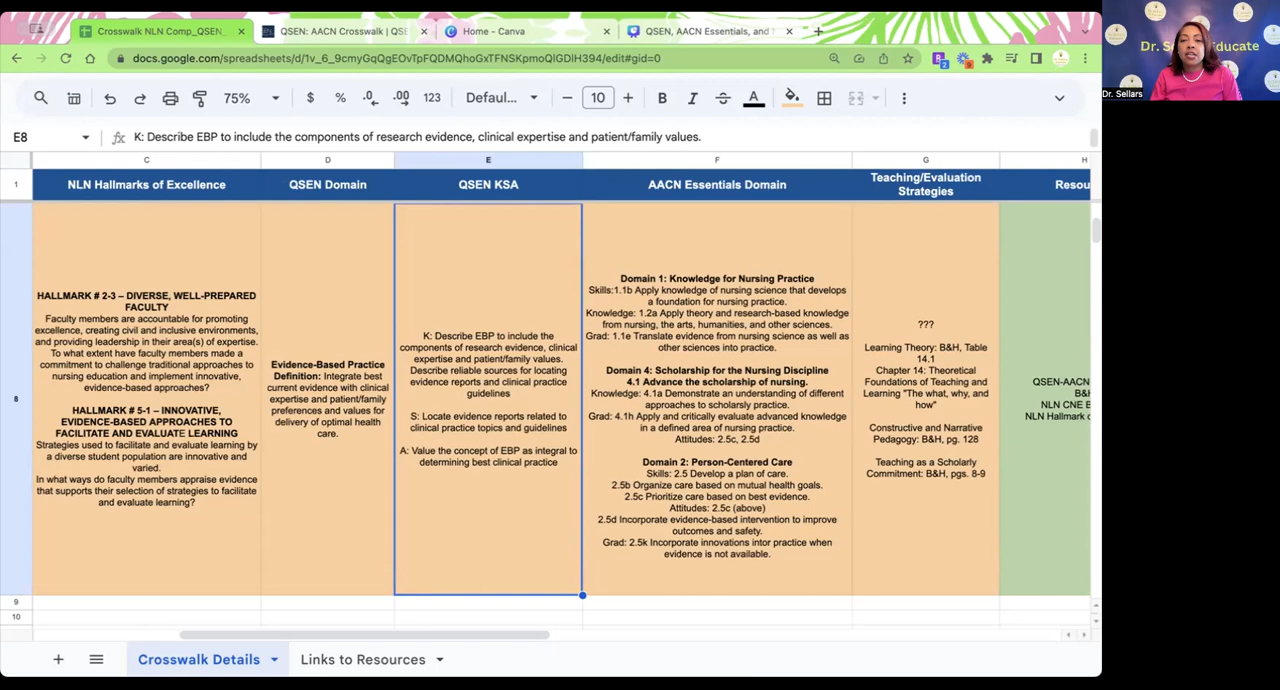 Crosswalk NLN Comp_QSEN_
QSEN: AACN Crosswalk | QSE
Home - Canva
QSEN, AACN Essentials, and
docs.google.com/spreadsheets/d/1v_6_9cmyGqQgEOvTpFQDMQhoGxTFNSKpmoQIGDIH394/edit#gid=0
75%
$
%
.0
.00
123
Defaul...
10
B
I
A
E8
fx
K: Describe EBP to include the components of research evidence, clinical expertise and patient/family values.
C
D
E
F
G
H
1
NLN Hallmarks of Excellence
QSEN Domain
QSEN KSA
AACN Essentials Domain
Teaching/Evaluation
Strategies
Resou
8
HALLMARK # 2-3 – DIVERSE, WELL-PREPARED
FACULTY
Faculty members are accountable for promoting
excellence, creating civil and inclusive environments,
and providing leadership in their area(s) of expertise.
To what extent have faculty members made a
commitment to challenge traditional approaches to
nursing education and implement innovative,
evidence-based approaches?
HALLMARK # 5-1 – INNOVATIVE,
EVIDENCE-BASED APPROACHES TO
FACILITATE AND EVALUATE LEARNING
Strategies used to facilitate and evaluate learning by
a diverse student population are innovative and
varied.
In what ways do faculty members appraise evidence
that supports their selection of strategies to facilitate
and evaluate learning?
Evidence-Based Practice
Definition: Integrate best
current evidence with clinical
expertise and patient/family
preferences and values for
delivery of optimal health
care.
K: Describe EBP to include the
components of research evidence, clinical
expertise and patient/family values.
Describe reliable sources for locating
evidence reports and clinical practice
guidelines
S: Locate evidence reports related to
clinical practice topics and guidelines
A: Value the concept of EBP as integral to
determining best clinical practice
Domain 1: Knowledge for Nursing Practice
Skills:1.1b Apply knowledge of nursing science that develops
a foundation for nursing practice.
Knowledge: 1.2a Apply theory and research-based knowledge
from nursing, the arts, humanities, and other sciences.
Grad: 1.1e Translate evidence from nursing science as well as
other sciences into practice.
Domain 4: Scholarship for the Nursing Discipline
4.1 Advance the scholarship of nursing.
Knowledge: 4.1a Demonstrate an understanding of different
approaches to scholarsly practice.
Grad: 4.1h Apply and critically evaluate advanced knowledge
in a defined area of nursing practice.
Attitudes: 2.5c, 2.5d
Domain 2: Person-Centered Care
Skills: 2.5 Develop a plan of care.
2.5b Organize care based on mutual health goals.
2.5c Prioritize care based on best evidence.
Attitudes: 2.5c (above)
2.5d Incorporate evidence-based intervention to improve
outcomes and safety.
Grad: 2.5k Incorporate innovations intor practice when
evidence is not available.
???
Learning Theory: B&H, Table
14.1
Chapter 14: Theoretical
Foundations of Teaching and
Learning "The what, why, and
how"
Constructive and Narrative
Pedagogy: B&H, pg. 128
Teaching as a Scholarly
Commitment: B&H, pgs. 8-9
QSEN-AACN
B&H
NLN CNE B
NLN Hallmark o
9
10
Crosswalk Details
Links to Resources
Dr. S
Educate
Dr. Sellars